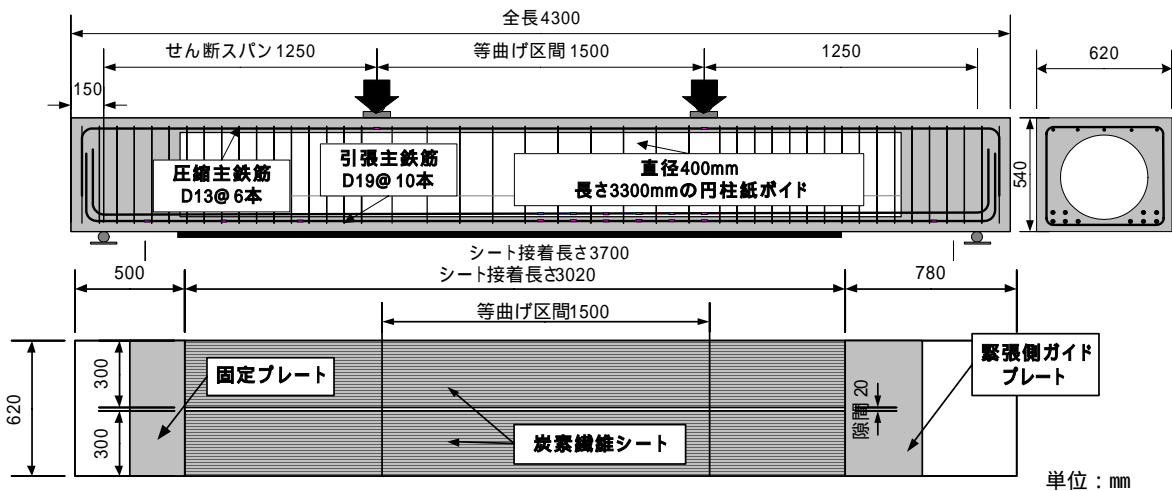 全長4300
せん断スパン1250
等曲げ区間1500
1250
620
150
圧縮主鉄筋
D13@6本
引張主鉄筋
D19@10本
直径400mm
長さ3300mmの円柱紙ボイド
540
シート接着長さ3700
500
シート接着長さ3020
780
等曲げ区間1500
620
300
300
固定プレート
炭素繊維シート
隙間 20
緊張側ガイド
プレート
単位：mm